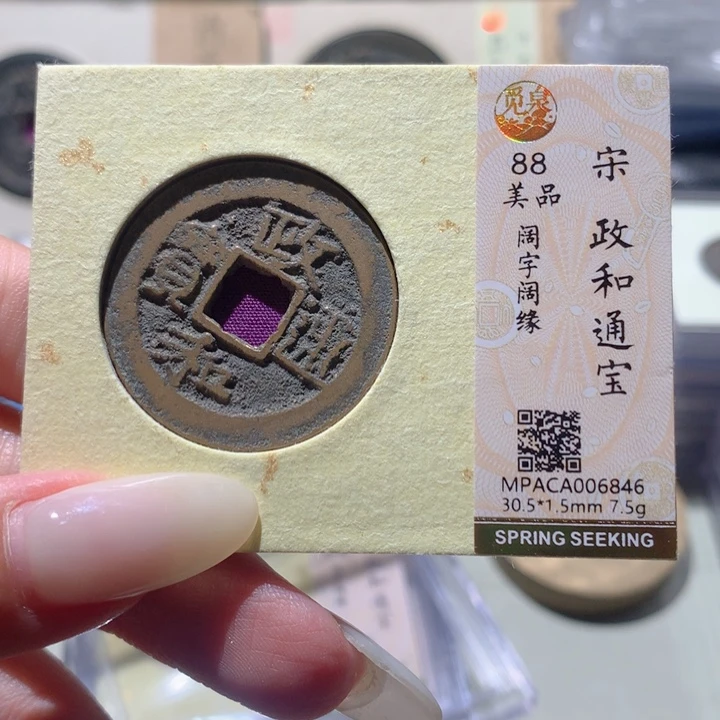 政和通寳
觅泉
88
美品
阔字阔缘
宋 政和通宝
MPACA006846
30.5*1.5mm 7.5g
SPRING SEEKING